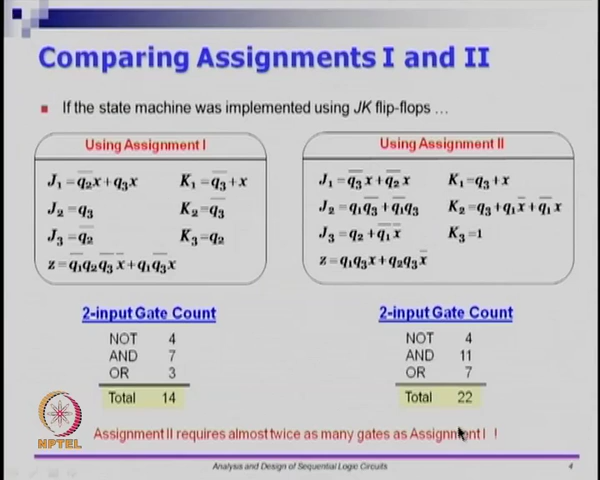 Comparing Assignments I and II
If the state machine was implemented using JK flip-flops ...
Using Assignment I
J₁ = q̅₂x + q₃x K₁ = q̅₃ + x
J₂ = q₃ K₂ = q̅₃
J₃ = q̅₂ K₃ = q₂
z = q̅₁q₂q̅₃x̅ + q₁q̅₃x
2-input Gate Count
NOT 4
AND 7
OR 3
Total 14
Using Assignment II
J₁ = q̅₃x + q̅₂x K₁ = q₃ + x
J₂ = q₁q̅₃ + q̅₁q₃ K₂ = q₃ + q₁x̅ + q̅₁x
J₃ = q₂ + q̅₁x̅ K₃ = 1
z = q₁q₃x + q₂q₃x̅
2-input Gate Count
NOT 4
AND 11
OR 7
Total 22
NPTEL
Assignment II requires almost twice as many gates as Assignment I !
Analysis and Design of Sequential Logic Circuits 4